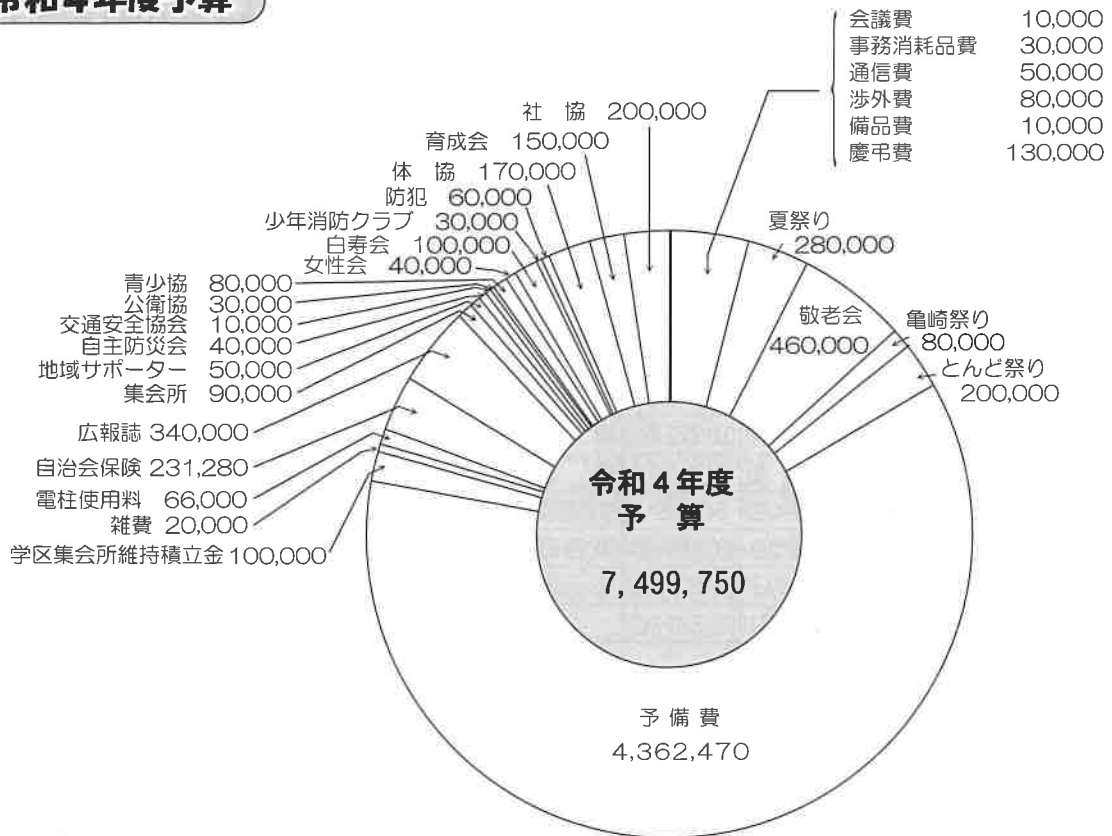 令和4年度予算
会議費 10,000
事務消耗品費 30,000
通信費 50,000
渉外費 80,000
備品費 10,000
慶弔費 130,000
社 協 200,000
育成会 150,000
体 協 170,000
防犯 60,000
少年消防クラブ 30,000
白寿会 100,000
女性会 40,000
青少協 80,000
公衛協 30,000
交通安全協会 10,000
自主防災会 40,000
地域サポーター 50,000
集会所 90,000
広報誌 340,000
自治会保険 231,280
電柱使用料 66,000
雑費 20,000
学区集会所維持積立金 100,000
夏祭り
280,000
敬老会
460,000
亀崎祭り
80,000
とんど祭り
200,000
令和4年度
予 算
7,499,750
予 備 費
4,362,470